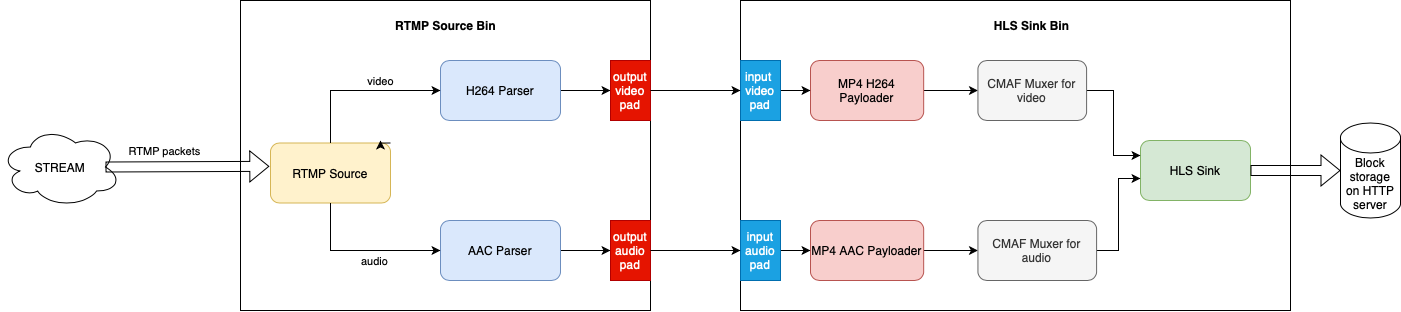 RTMP Source Bin
HLS Sink Bin
video
H264 Parser
output
video
pad
input
video
pad
MP4 H264
Payloader
CMAF Muxer for
video
STREAM
RTMP packets
RTMP Source
HLS Sink
Block
storage
on HTTP
server
audio
AAC Parser
output
audio
pad
input
audio
pad
MP4 AAC Payloader
CMAF Muxer for
audio